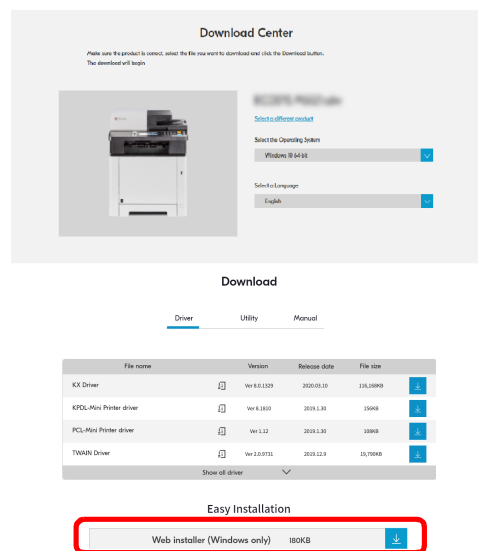 Download Center
Make sure the product is correct, select the file you want to download and click the Download button.
The download will begin
Select a different product
Select the Operating System
Windows 10 64-bit
Select a Language
English
Download
Driver Utility Manual
File name Version Release date File size
KX Driver Ver 8.0.1329 2020.03.10 116,168KB
KPDL-Mini Printer driver Ver 8.1810 2019.1.30 156KB
PCL-Mini Printer driver Ver 1.12 2019.1.30 108KB
TWAIN Driver Ver 2.0.9731 2019.12.9 19,790KB
Show all driver
Easy Installation
Web installer (Windows only) 180KB